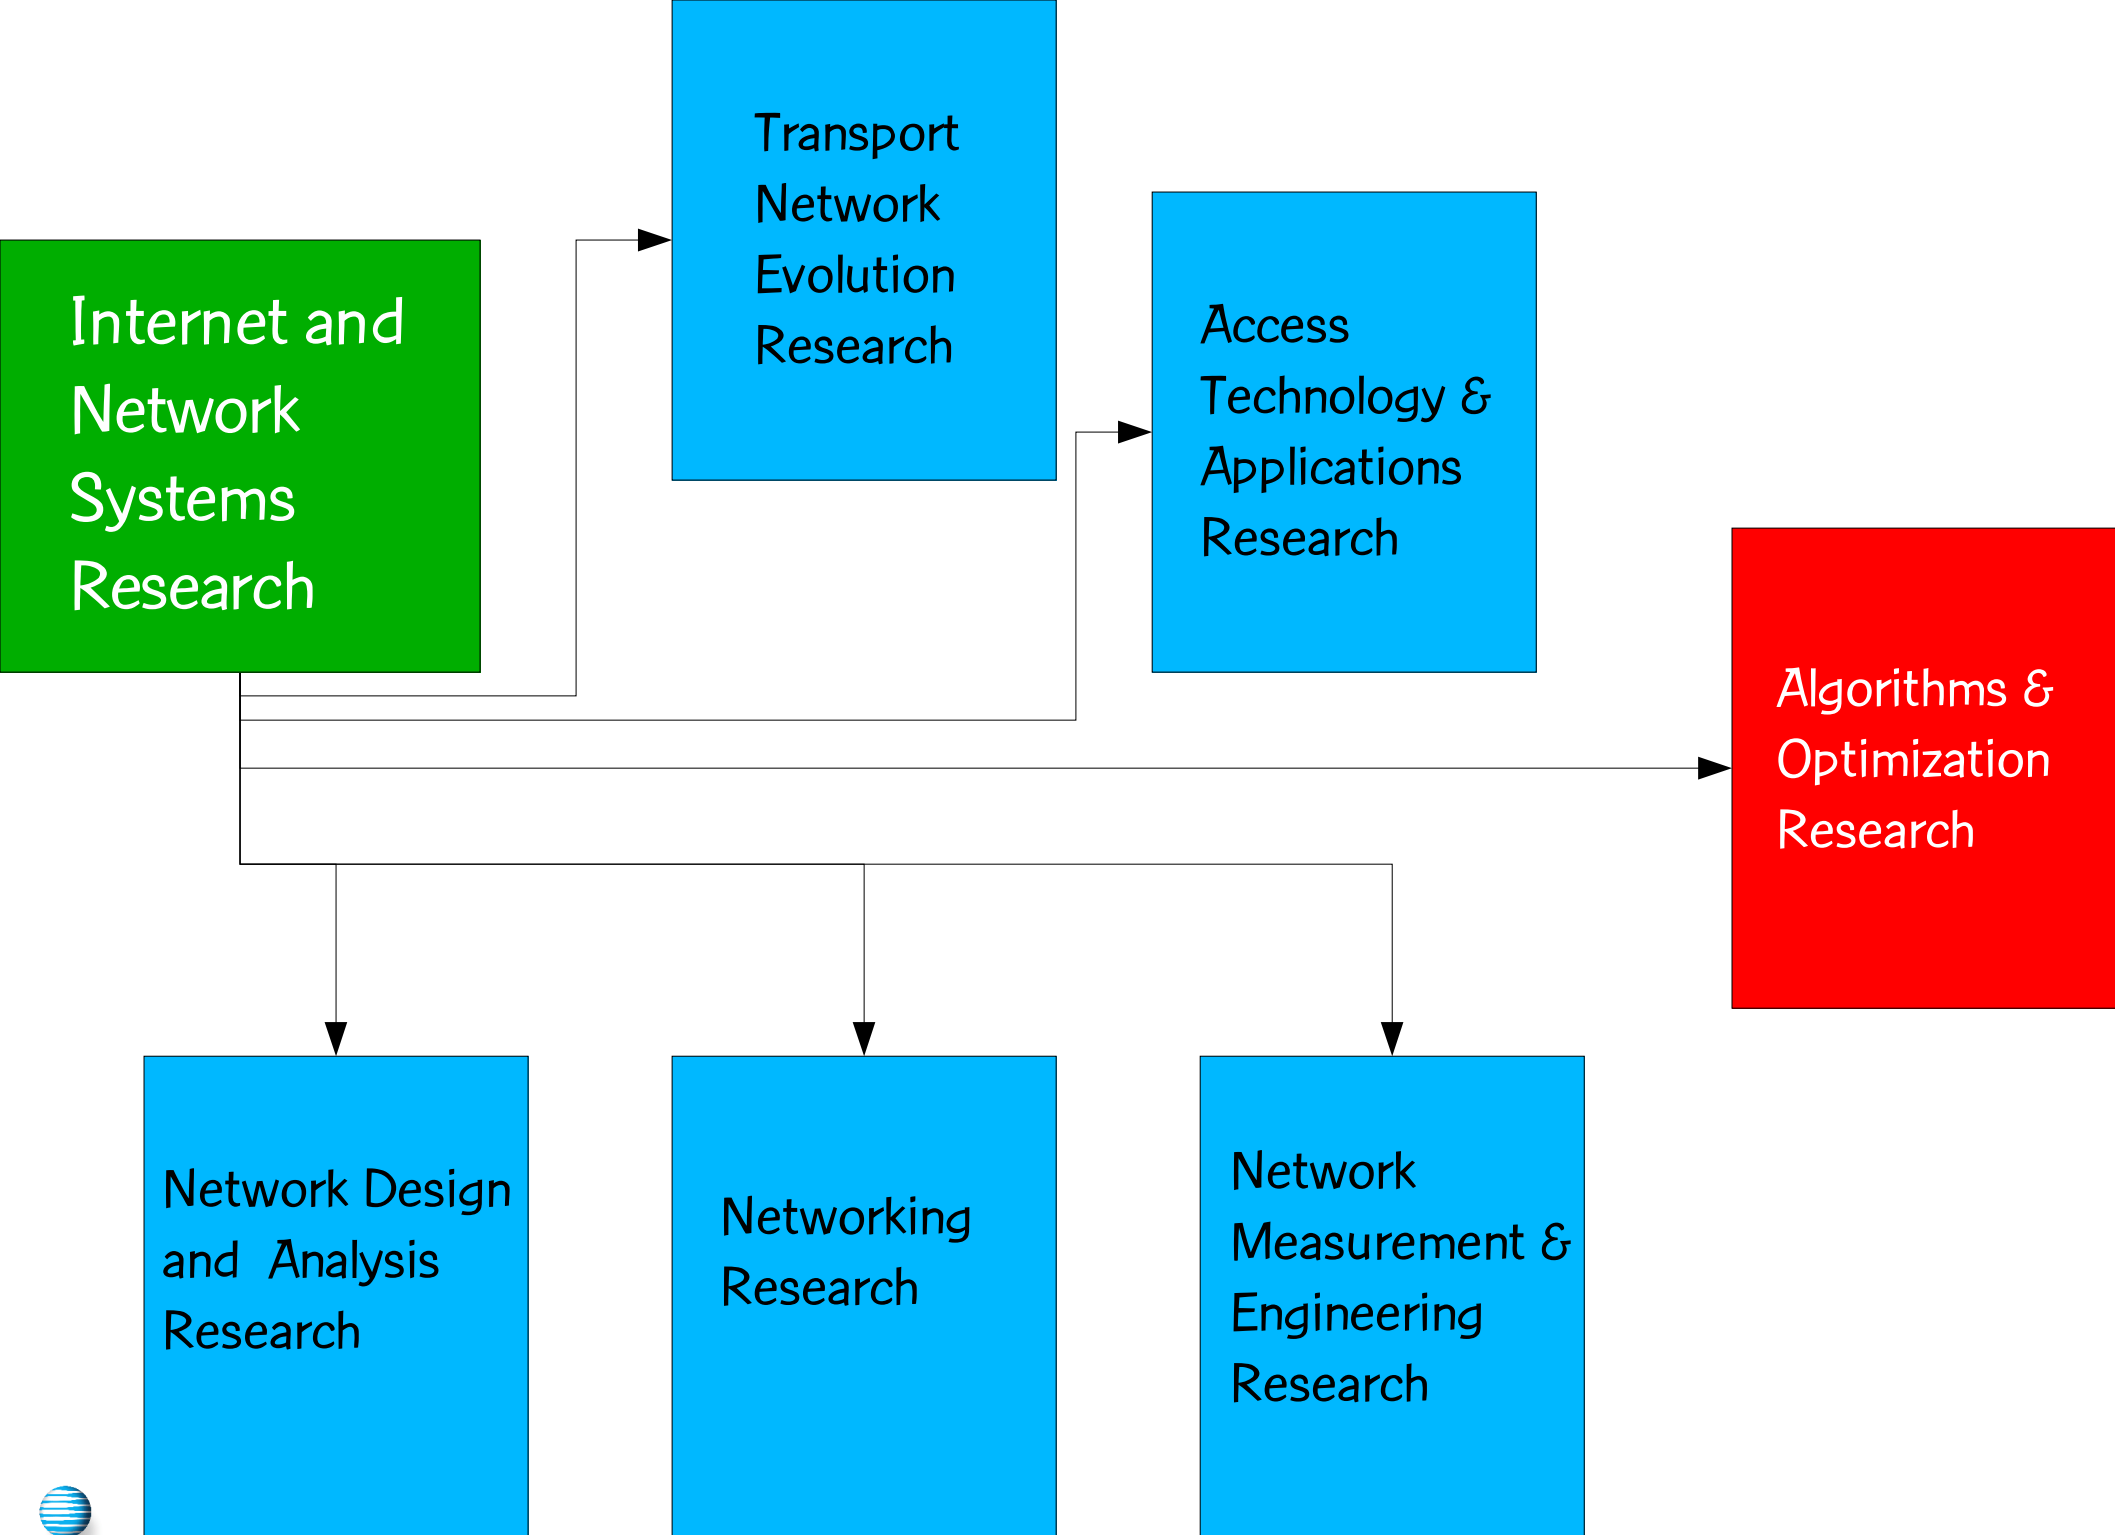 Internet and
Network
Systems
Research
Transport
Network
Evolution
Research
Access
Technology &
Applications
Research
Algorithms &
Optimization
Research
Network Design
and Analysis
Research
Networking
Research
Network
Measurement &
Engineering
Research